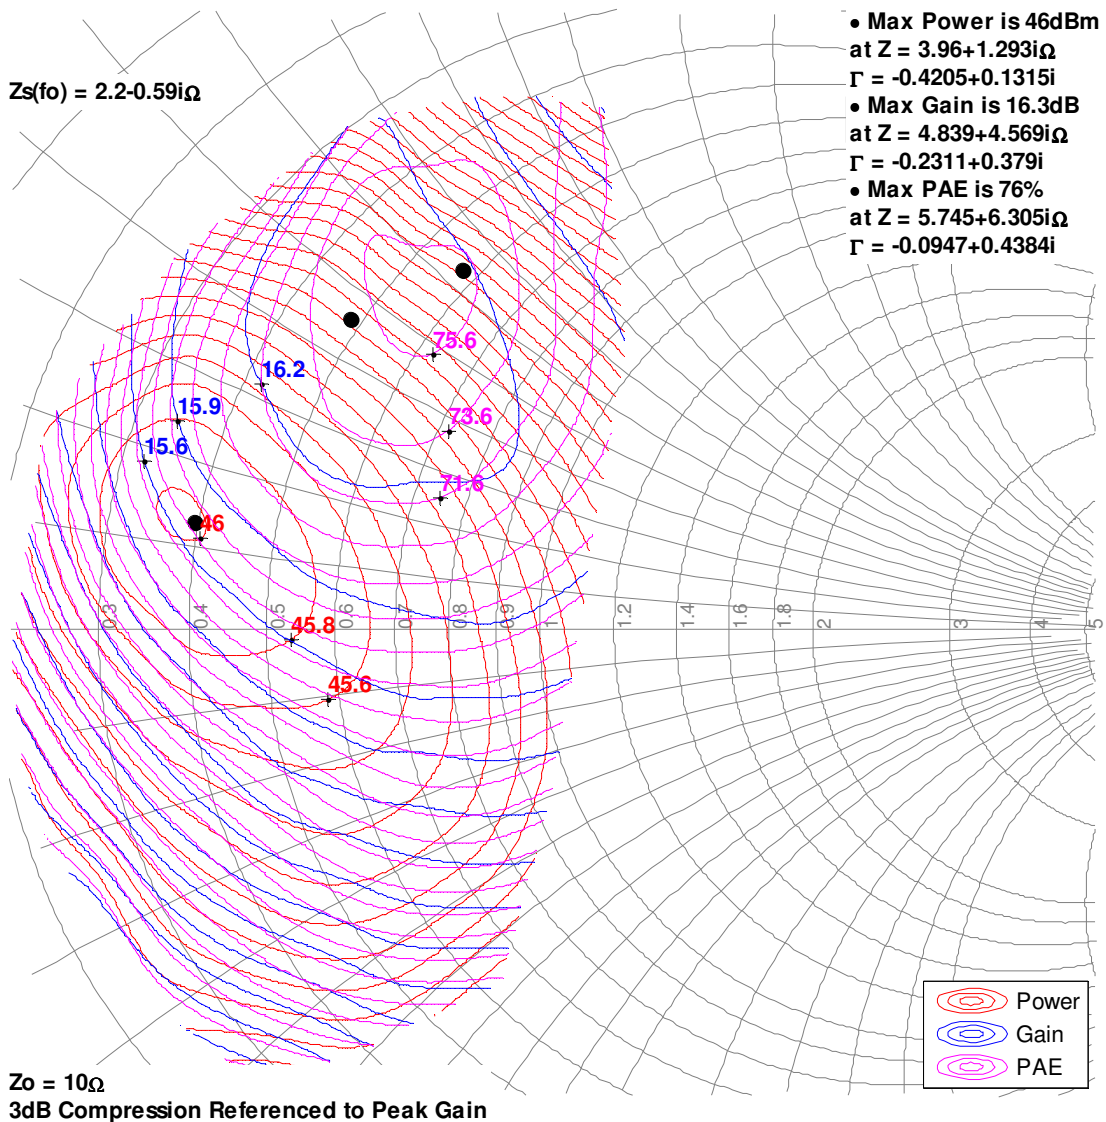 • Max Power is 46dBm
at Z = 3.96+1.293iΩ
Γ = -0.4205+0.1315i
• Max Gain is 16.3dB
at Z = 4.839+4.569iΩ
Γ = -0.2311+0.379i
• Max PAE is 76%
at Z = 5.745+6.305iΩ
Γ = -0.0947+0.4384i
Zs(fo) = 2.2-0.59iΩ
75.6
16.2
15.9
73.6
15.6
71.6
46
0.3
0.4
0.5
0.6
0.7
0.8
0.9
1
1.2
1.4
1.6
1.8
2
3
4
5
45.8
45.6
Power
Gain
PAE
Zo = 10Ω
3dB Compression Referenced to Peak Gain